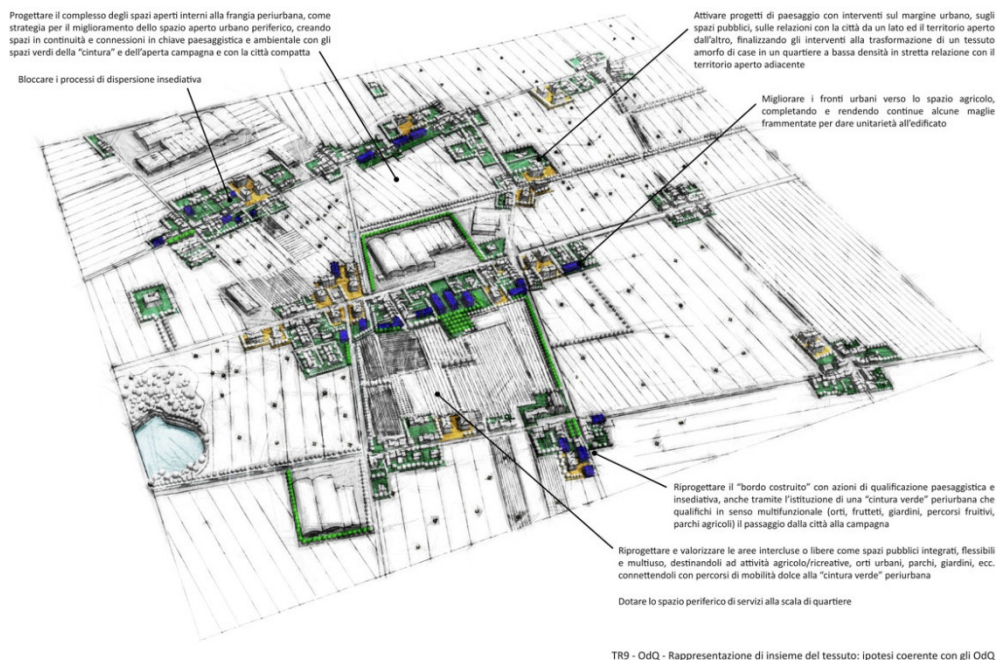 Progettare il complesso degli spazi aperti interni alla frangia periurbana, come
strategia per il miglioramento dello spazio aperto urbano periferico, creando
spazi in continuità e connessioni in chiave paesaggistica e ambientale con gli
spazi verdi della “cintura” e dell’aperta campagna e con la città compatta
Bloccare i processi di dispersione insediativa
Attivare progetti di paesaggio con interventi sul margine urbano, sugli
spazi pubblici, sulle relazioni con la città da un lato ed il territorio aperto
dall’altro, finalizzando gli interventi alla trasformazione di un tessuto
amorfo di case in un quartiere a bassa densità in stretta relazione con il
territorio aperto adiacente
Migliorare i fronti urbani verso lo spazio agricolo,
completando e rendendo continue alcune maglie
frammentate per dare unitarietà all’edificato
Riprogettare il “bordo costruito” con azioni di qualificazione paesaggistica e
insediativa, anche tramite l’istituzione di una “cintura verde” periurbana che
qualifichi in senso multifunzionale (orti, frutteti, giardini, percorsi fruitivi,
parchi agricoli) il passaggio dalla città alla campagna
Riprogettare e valorizzare le aree intercluse o libere come spazi pubblici integrati, flessibili
e multiuso, destinandoli ad attività agricolo/ricreative, orti urbani, parchi, giardini, ecc.
connettendoli con percorsi di mobilità dolce alla “cintura verde” periurbana
Dotare lo spazio periferico di servizi alla scala di quartiere
TR9 - OdQ - Rappresentazione di insieme del tessuto: ipotesi coerente con gli OdQ